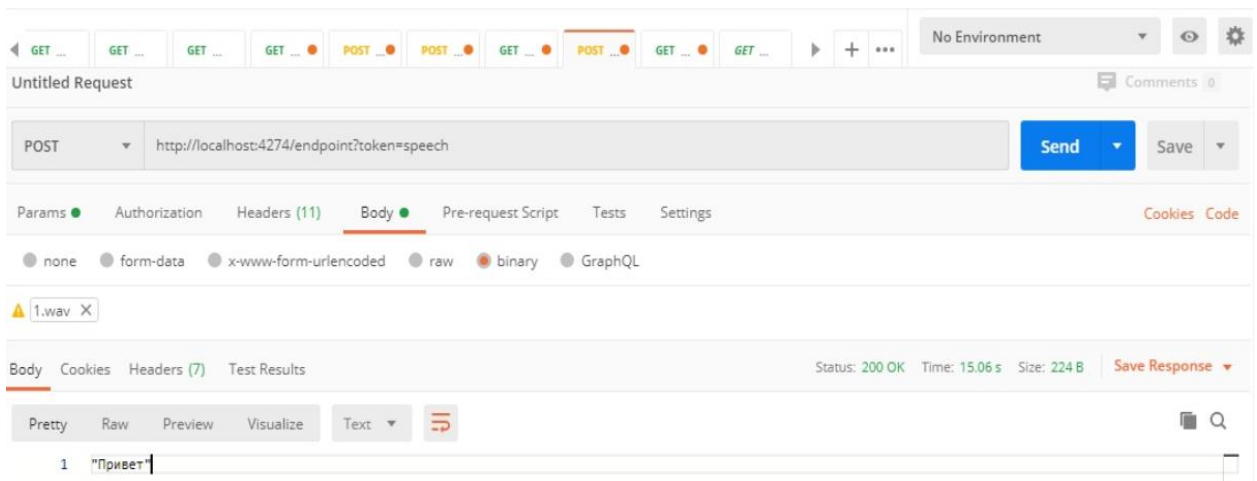 GET ... GET ... GET ... GET ... POST ... POST ... GET ... POST ... GET ... GET ... + ••• No Environment
Untitled Request Comments 0
POST http://localhost:4274/endpoint?token=speech Send Save
Params Authorization Headers (11) Body Pre-request Script Tests Settings Cookies Code
none form-data x-www-form-urlencoded raw binary GraphQL
1.wav X
Body Cookies Headers (7) Test Results Status: 200 OK Time: 15.06 s Size: 224 B Save Response
Pretty Raw Preview Visualize Text
1 "Привет"